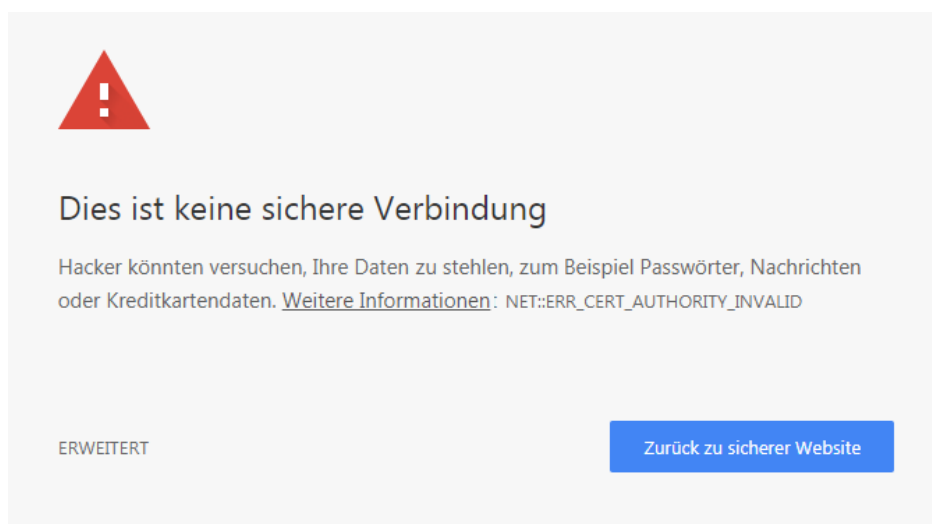 Dies ist keine sichere Verbindung
Hacker könnten versuchen, Ihre Daten zu stehlen, zum Beispiel Passwörter, Nachrichten
oder Kreditkartendaten. Weitere Informationen: NET::ERR_CERT_AUTHORITY_INVALID
ERWEITERT
Zurück zu sicherer Website